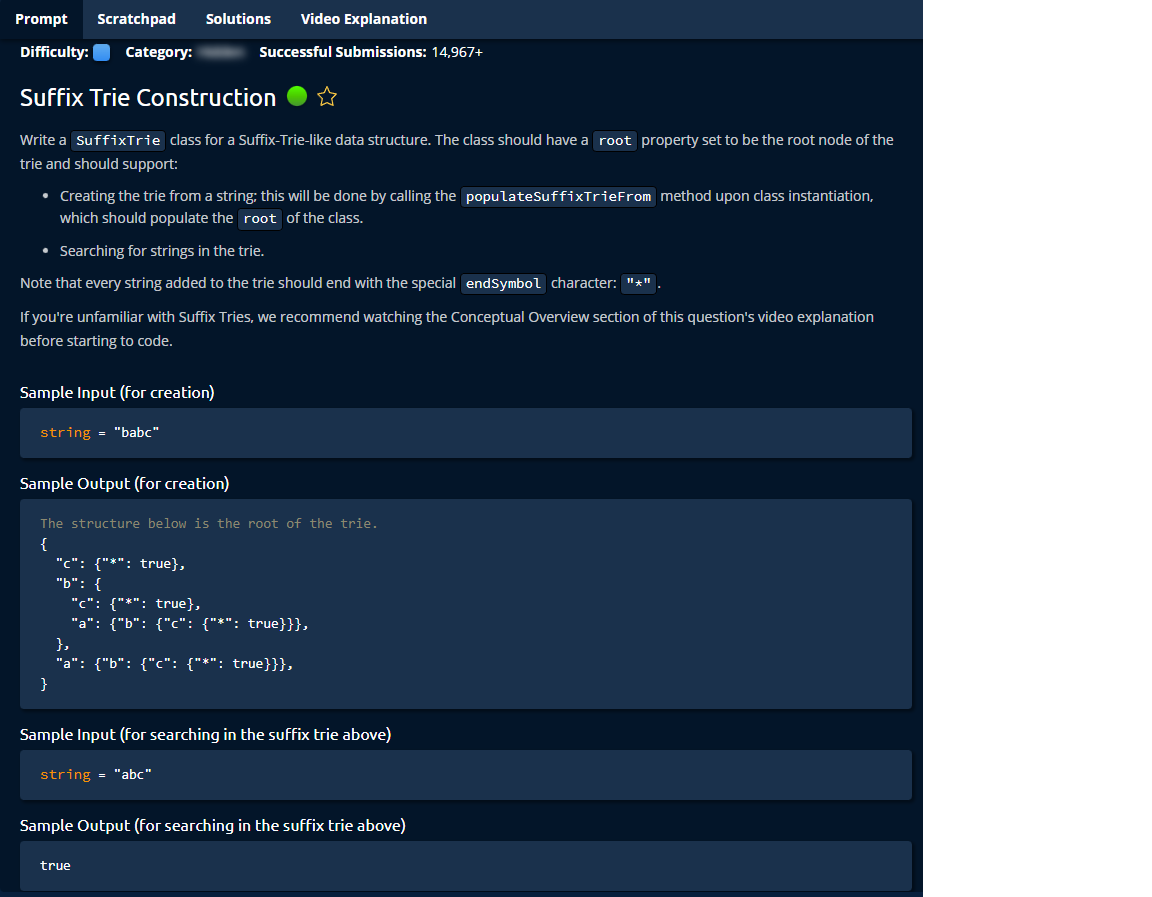 Prompt Scratchpad Solutions Video Explanation
Difficulty: Category: Successful Submissions: 14,967+
Suffix Trie Construction
Write a SuffixTrie class for a Suffix-Trie-like data structure. The class should have a root property set to be the root node of the
trie and should support:
• Creating the trie from a string; this will be done by calling the populateSuffixTrieFrom method upon class instantiation,
which should populate the root of the class.
• Searching for strings in the trie.
Note that every string added to the trie should end with the special endSymbol character: "*".
If you're unfamiliar with Suffix Tries, we recommend watching the Conceptual Overview section of this question's video explanation
before starting to code.
Sample Input (for creation)
string = "babc"
Sample Output (for creation)
The structure below is the root of the trie.
{
  "c": {"*": true},
  "b": {
    "c": {"*": true},
    "a": {"b": {"c": {"*": true}}},
  },
  "a": {"b": {"c": {"*": true}}},
}
Sample Input (for searching in the suffix trie above)
string = "abc"
Sample Output (for searching in the suffix trie above)
true